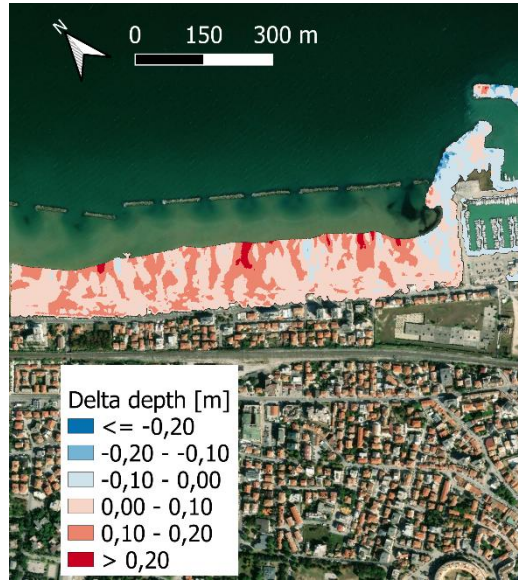 N
0 150 300 m
Delta depth [m]
<= -0,20
-0,20 - -0,10
-0,10 - 0,00
0,00 - 0,10
0,10 - 0,20
> 0,20